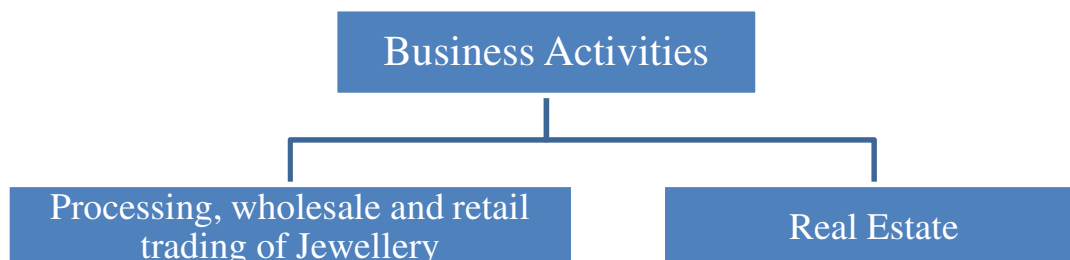 Business Activities
Processing, wholesale and retail
trading of Jewellery
Real Estate